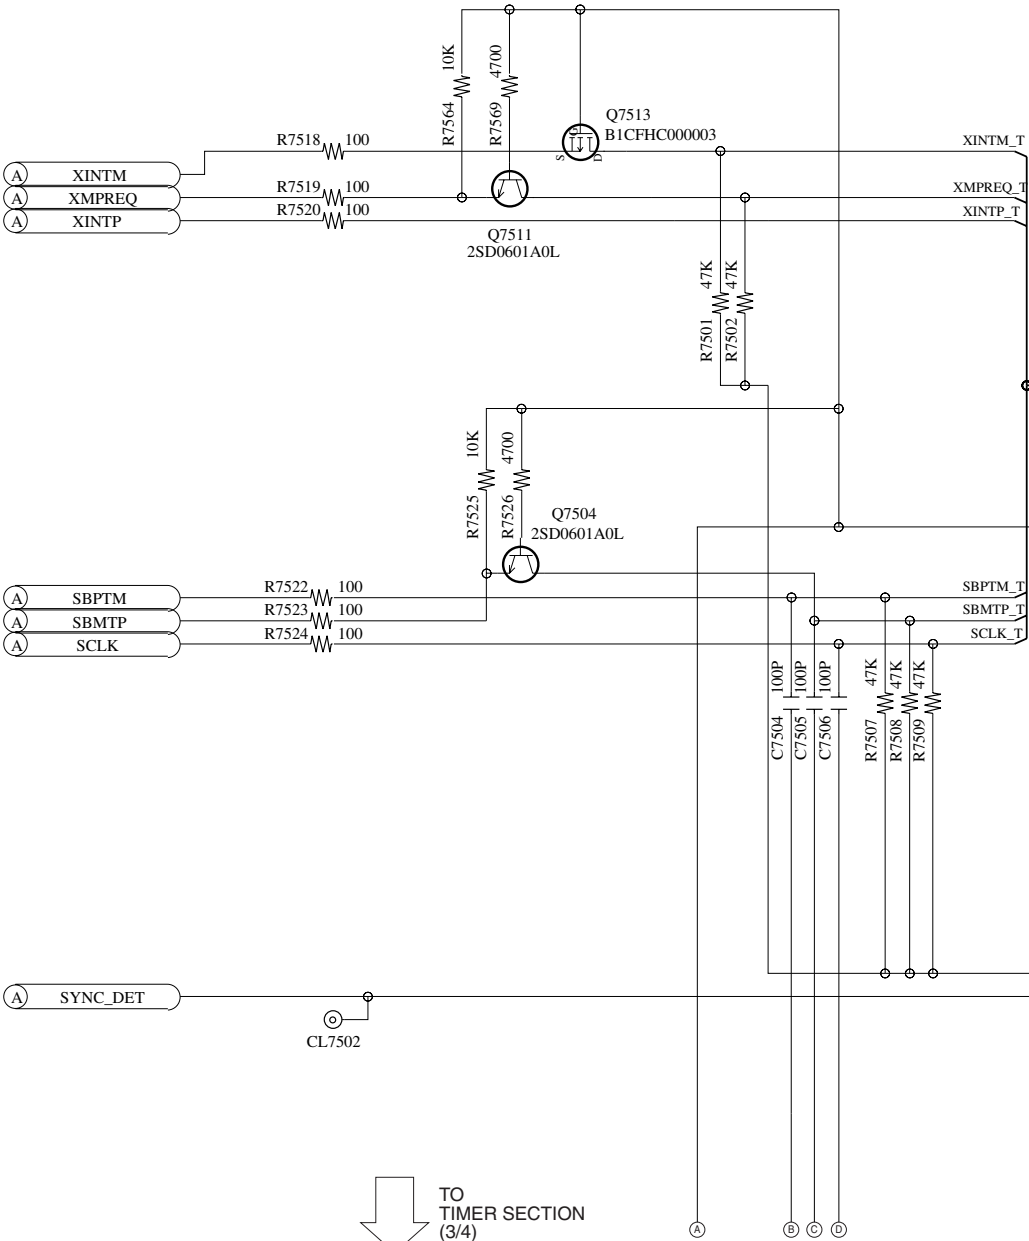 10K
R7564
4700
R7569
Q7513
B1CFHC000003
G
S
D
R7518 100
XINTM_T
A XINTM
R7519 100
XMPREQ_T
A XMPREQ
R7520 100
XINTP_T
A XINTP
Q7511
2SD0601A0L
47K
R7501
47K
R7502
10K
R7525
4700
R7526
Q7504
2SD0601A0L
R7522 100
SBPTM_T
A SBPTM
R7523 100
SBMTP_T
A SBMTP
R7524 100
SCLK_T
A SCLK
100P
C7504
100P
C7505
100P
C7506
47K
R7507
47K
R7508
47K
R7509
A SYNC_DET
CL7502
TO
TIMER SECTION
(3/4)
A B C D